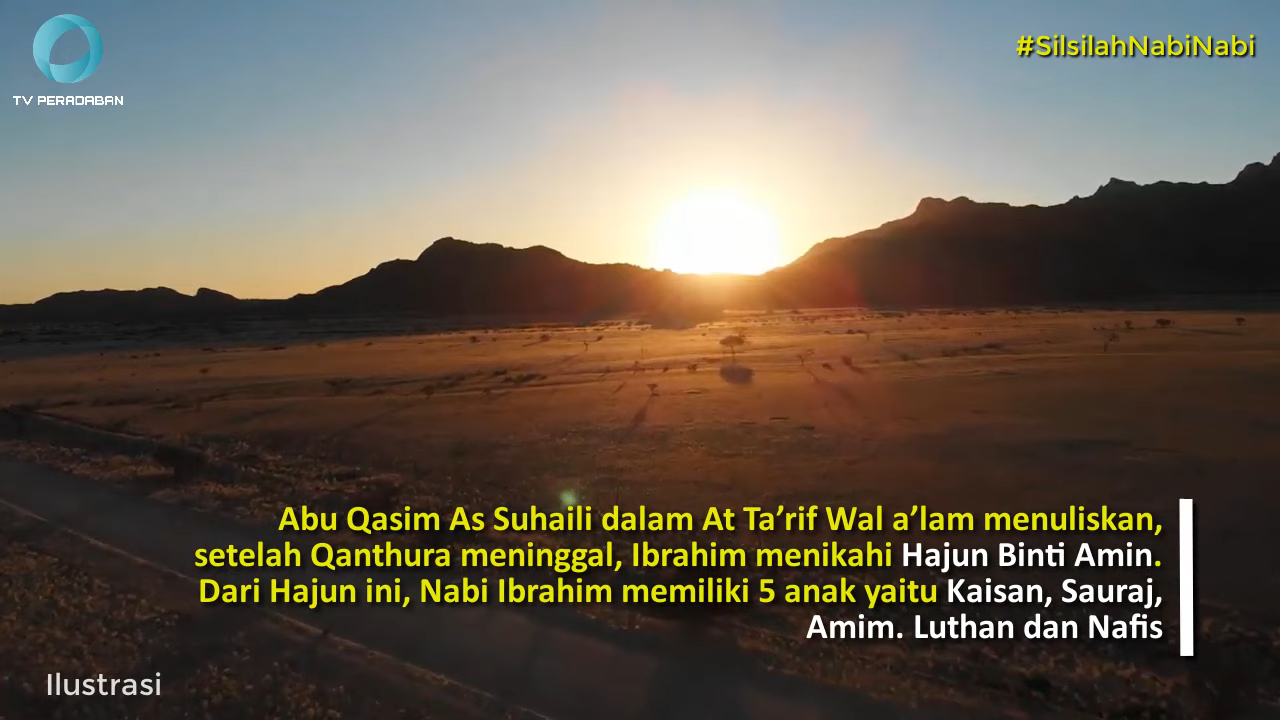 TV PERADABAN
#SilsilahNabiNabi
Abu Qasim As Suhaili dalam At Ta’rif Wal a’lam menuliskan,
setelah Qanthura meninggal, Ibrahim menikahi Hajun Binti Amin.
Dari Hajun ini, Nabi Ibrahim memiliki 5 anak yaitu Kaisan, Sauraj,
Amim. Luthan dan Nafis
Ilustrasi